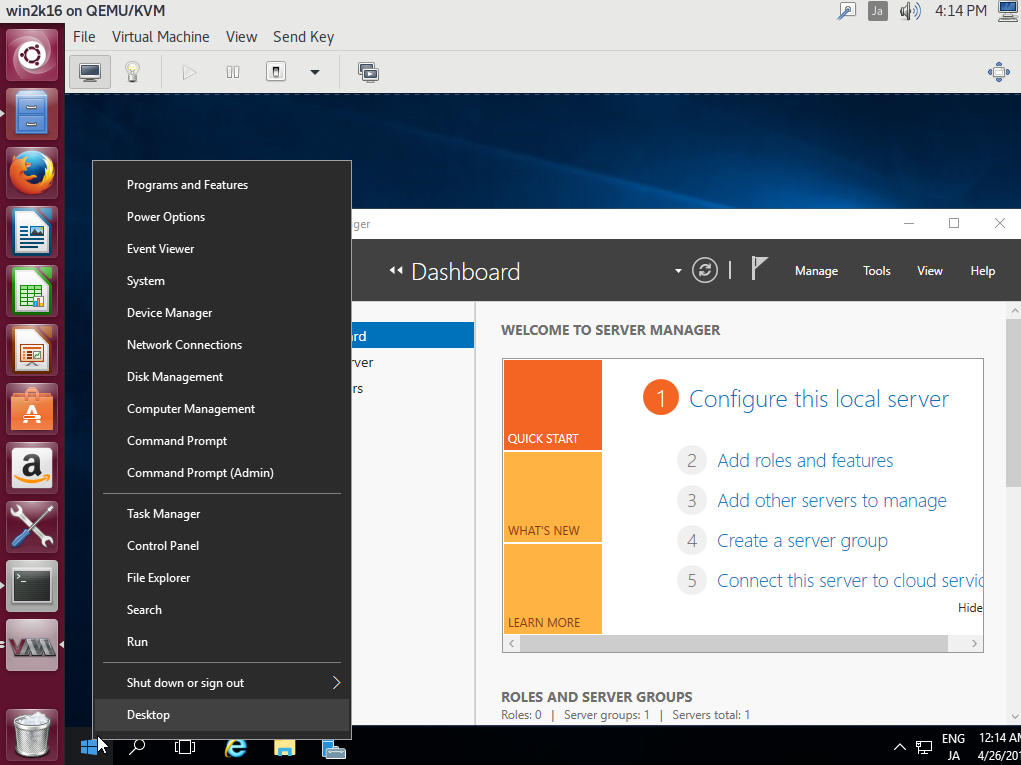 win2k16 on QEMU/KVM
Ja
4:14 PM
File Virtual Machine View Send Key
Programs and Features
Power Options
Event Viewer
System
Device Manager
Network Connections
Disk Management
Computer Management
Command Prompt
Command Prompt (Admin)
Task Manager
Control Panel
File Explorer
Search
Run
Shut down or sign out
Desktop
Dashboard
Manage Tools View Help
WELCOME TO SERVER MANAGER
QUICK START
WHAT'S NEW
LEARN MORE
1 Configure this local server
2 Add roles and features
3 Add other servers to manage
4 Create a server group
5 Connect this server to cloud
Hide
ROLES AND SERVER GROUPS
Roles: 0 | Server groups: 1 | Servers total: 1
ENG
JA
12:14 AM
4/26/201